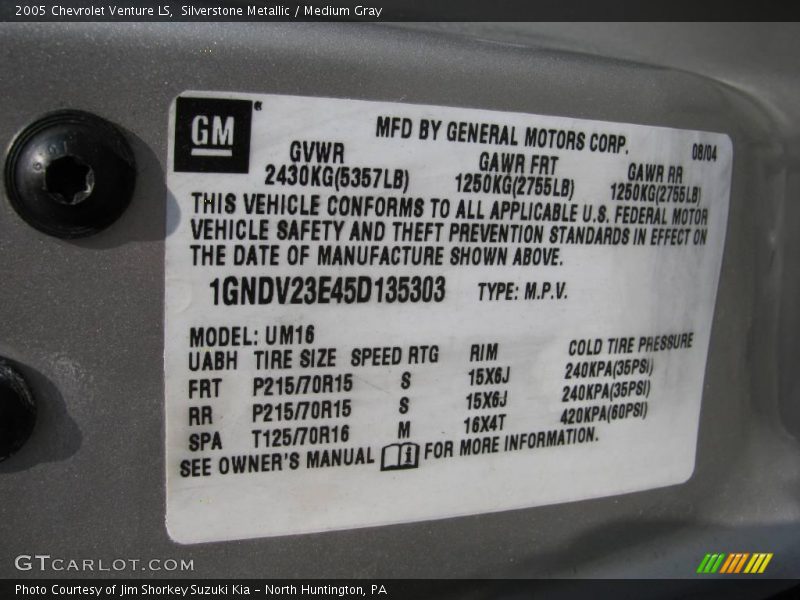 2005 Chevrolet Venture LS,  Silverstone Metallic / Medium Gray
GM
MFD BY GENERAL MOTORS CORP. 08/04
GVWR GAWR FRT GAWR RR
2430KG(5357LB) 1250KG(2755LB) 1250KG(2755LB)
THIS VEHICLE CONFORMS TO ALL APPLICABLE U.S. FEDERAL MOTOR
VEHICLE SAFETY AND THEFT PREVENTION STANDARDS IN EFFECT ON
THE DATE OF MANUFACTURE SHOWN ABOVE.
1GNDV23E45D135303 TYPE: M.P.V.
MODEL: UM16
UABH TIRE SIZE SPEED RTG RIM COLD TIRE PRESSURE
FRT P215/70R15 S 15X6J 240KPA(35PSI)
RR P215/70R15 S 15X6J 240KPA(35PSI)
SPA T125/70R16 M 16X4T 420KPA(60PSI)
SEE OWNER'S MANUAL i FOR MORE INFORMATION.
GTCARLOT.COM
Photo Courtesy of Jim Shorkey Suzuki Kia – North Huntington, PA